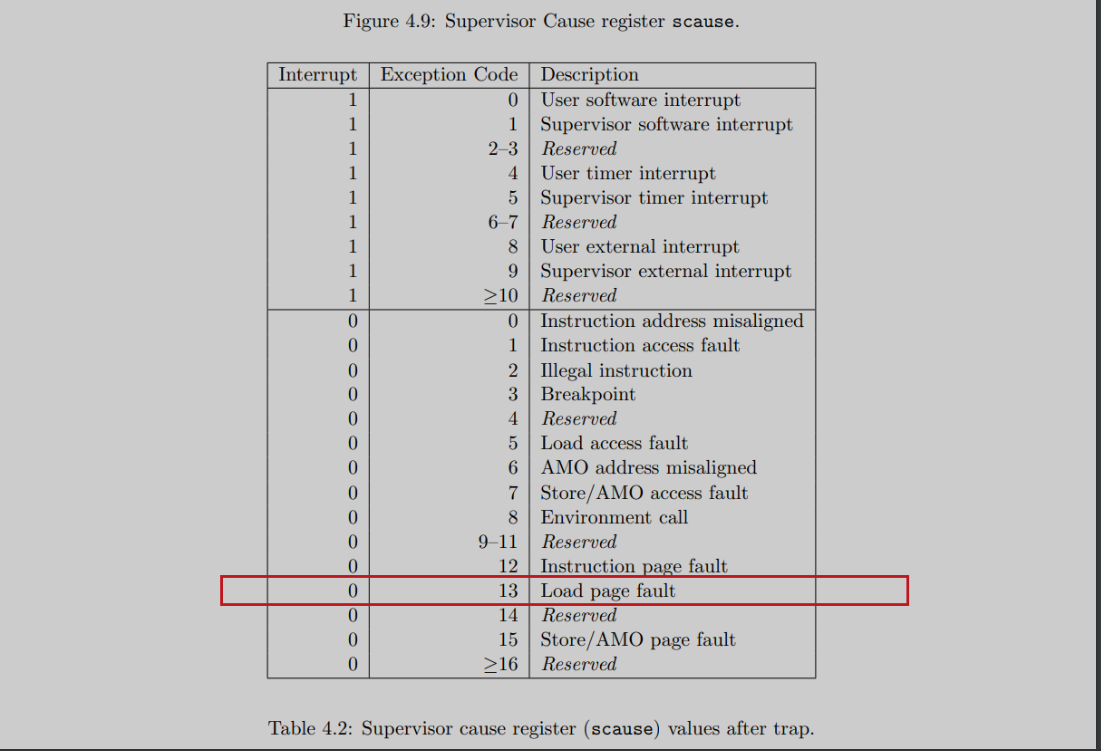 Figure 4.9: Supervisor Cause register scause.
Interrupt Exception Code Description
1 0 User software interrupt
1 1 Supervisor software interrupt
1 2–3 Reserved
1 4 User timer interrupt
1 5 Supervisor timer interrupt
1 6–7 Reserved
1 8 User external interrupt
1 9 Supervisor external interrupt
1 ≥10 Reserved
0 0 Instruction address misaligned
0 1 Instruction access fault
0 2 Illegal instruction
0 3 Breakpoint
0 4 Reserved
0 5 Load access fault
0 6 AMO address misaligned
0 7 Store/AMO access fault
0 8 Environment call
0 9–11 Reserved
0 12 Instruction page fault
0 13 Load page fault
0 14 Reserved
0 15 Store/AMO page fault
0 ≥16 Reserved
Table 4.2: Supervisor cause register (scause) values after trap.